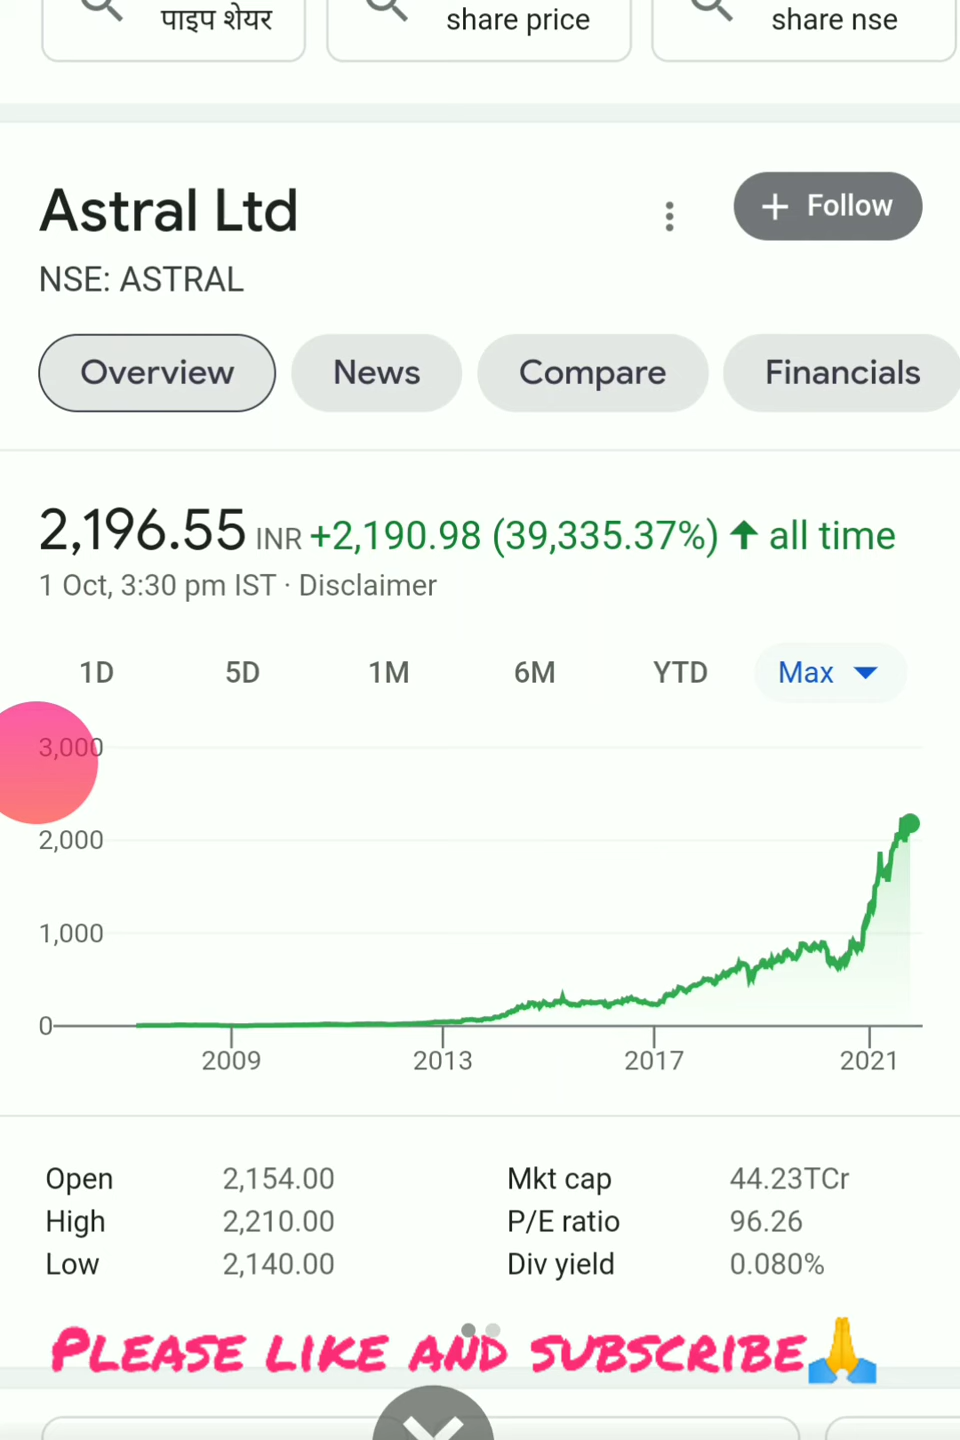 पाइप शेयर
share price
share nse
Astral Ltd
+ Follow
NSE: ASTRAL
Overview
News
Compare
Financials
2,196.55 INR +2,190.98 (39,335.37%) ↑ all time
1 Oct, 3:30 pm IST · Disclaimer
1D
5D
1M
6M
YTD
Max
3,000
2,000
1,000
0
2009
2013
2017
2021
Open 2,154.00 Mkt cap 44.23TCr
High 2,210.00 P/E ratio 96.26
Low 2,140.00 Div yield 0.080%
PLEASE LIKE AND SUBSCRIBE🙏